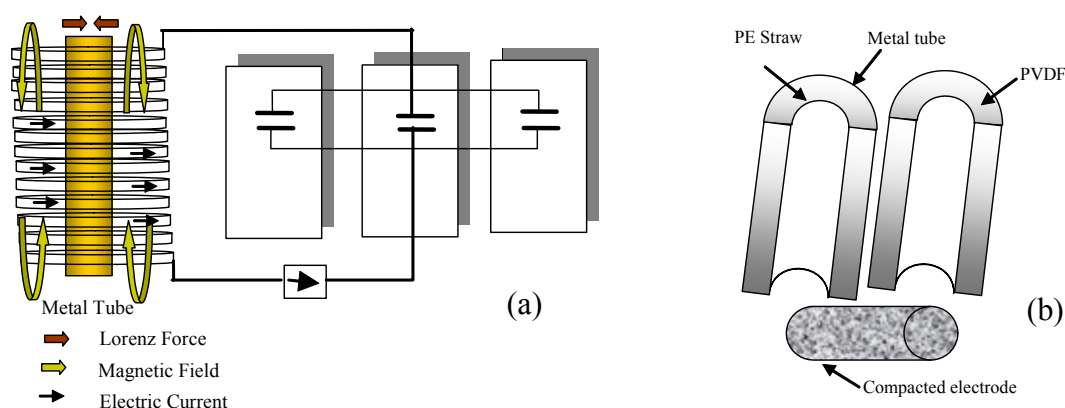 Metal Tube
Lorenz Force
Magnetic Field
Electric Current
(a)
PE Straw
Metal tube
PVDF
(b)
Compacted electrode